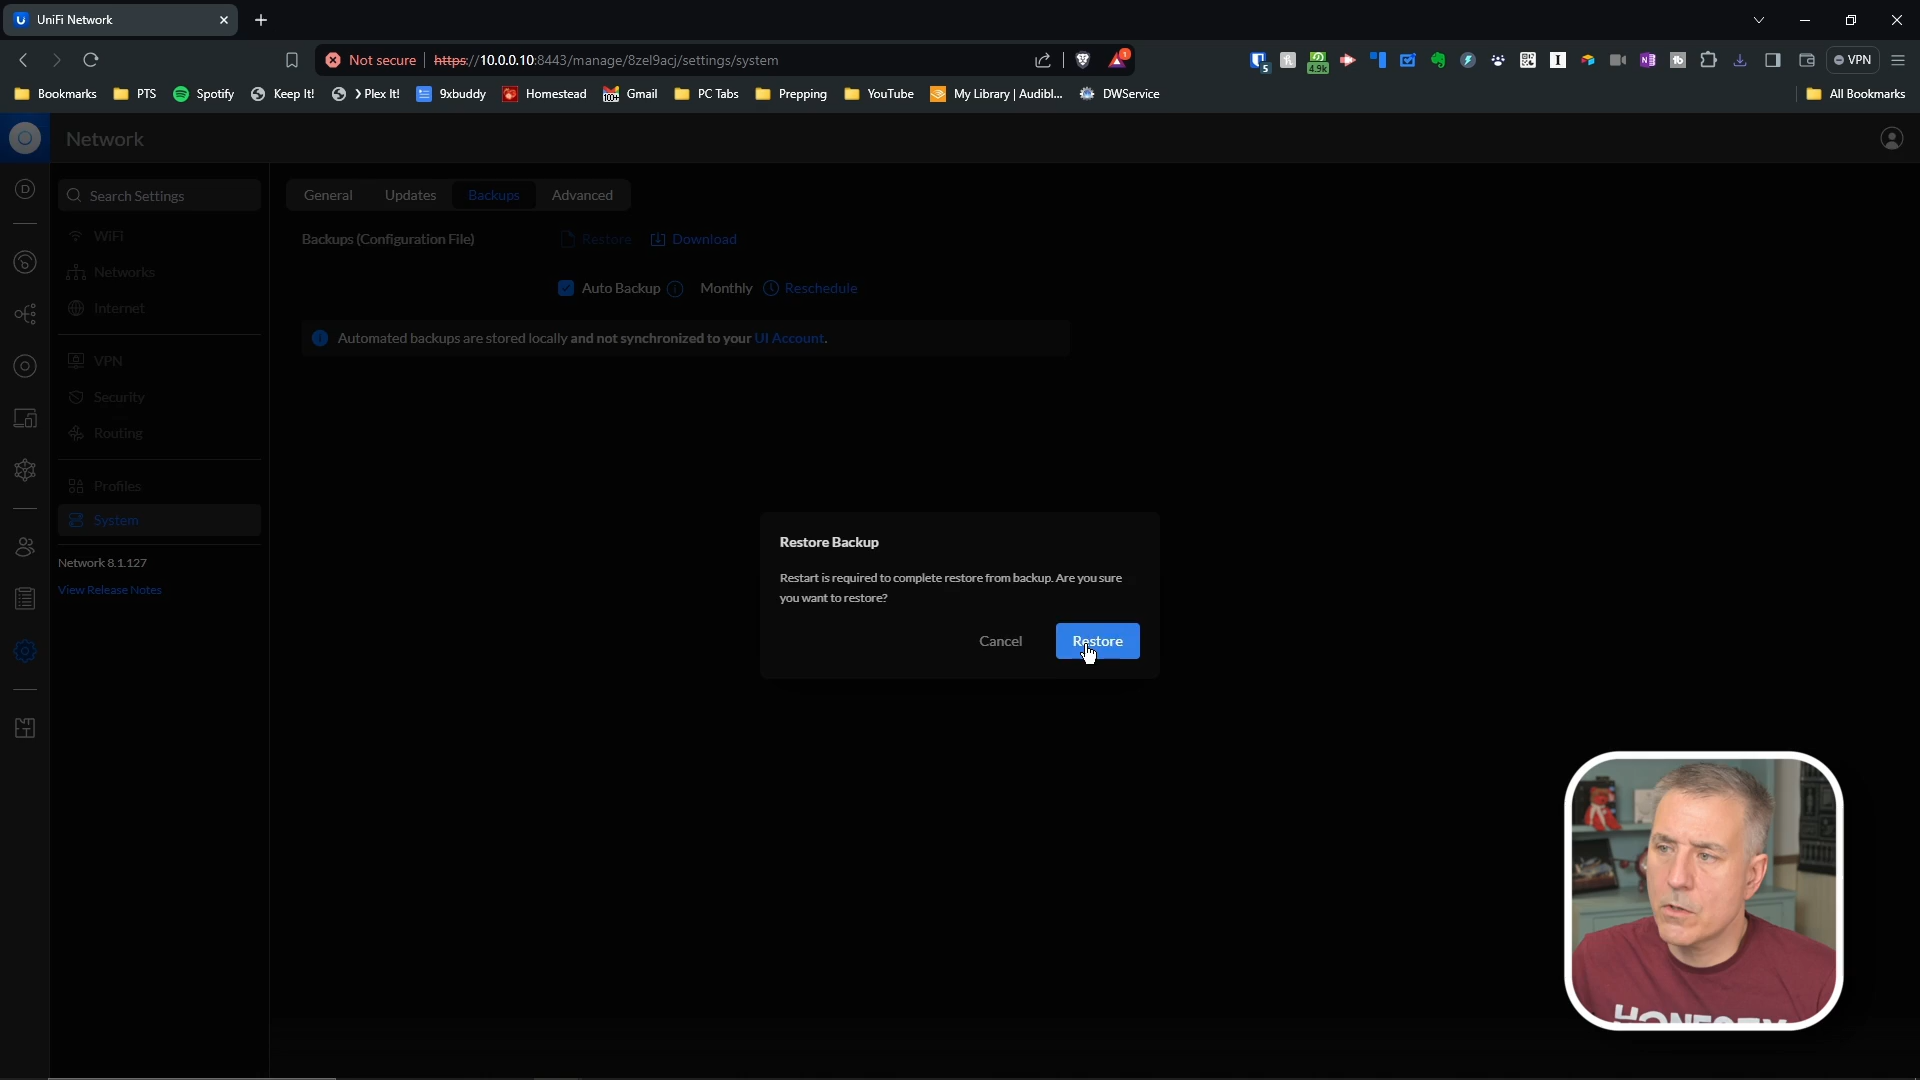 UniFi Network
Not secure
https://10.0.0.10:8443/manage/8zel9acj/settings/system
1
5
4.9k
VPN
Bookmarks
PTS
Spotify
Keep It!
> Plex It!
9xbuddy
Homestead
Gmail
PC Tabs
Prepping
YouTube
My Library | Audibl...
DWService
All Bookmarks
Network
Search Settings
WiFi
Networks
Internet
VPN
Security
Routing
Profiles
System
Network 8.1.127
View Release Notes
General
Updates
Backups
Advanced
Backups (Configuration File)
Restore
Download
Auto Backup
Monthly
Reschedule
Automated backups are stored locally and not synchronized to your UI Account.
Restore Backup
Restart is required to complete restore from backup. Are you sure
you want to restore?
Cancel
Restore